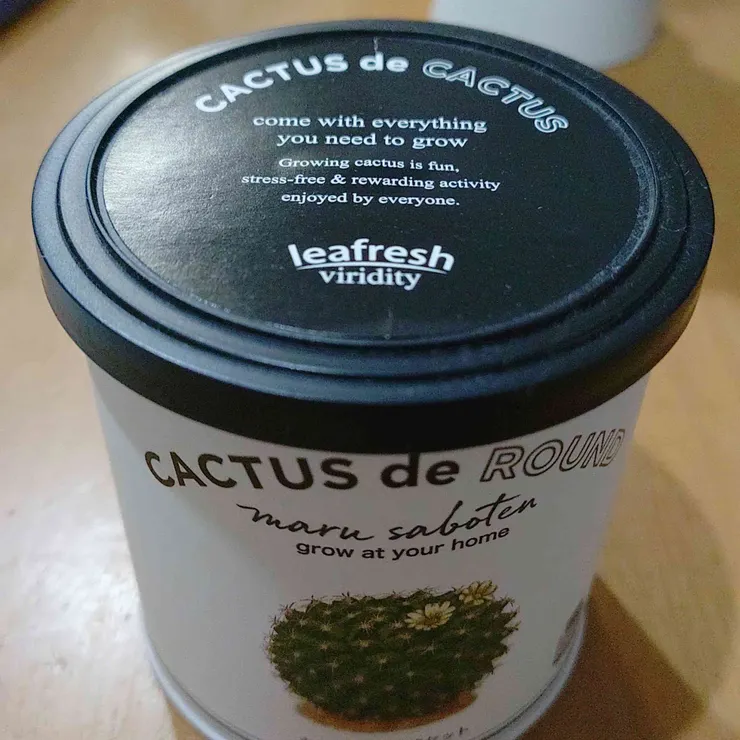 CACTUS de CACTUS
come with everything
you need to grow
Growing cactus is fun,
stress-free & rewarding activity
enjoyed by everyone.
leafresh
viridity
CACTUS de ROUND
maru saboten
grow at your home